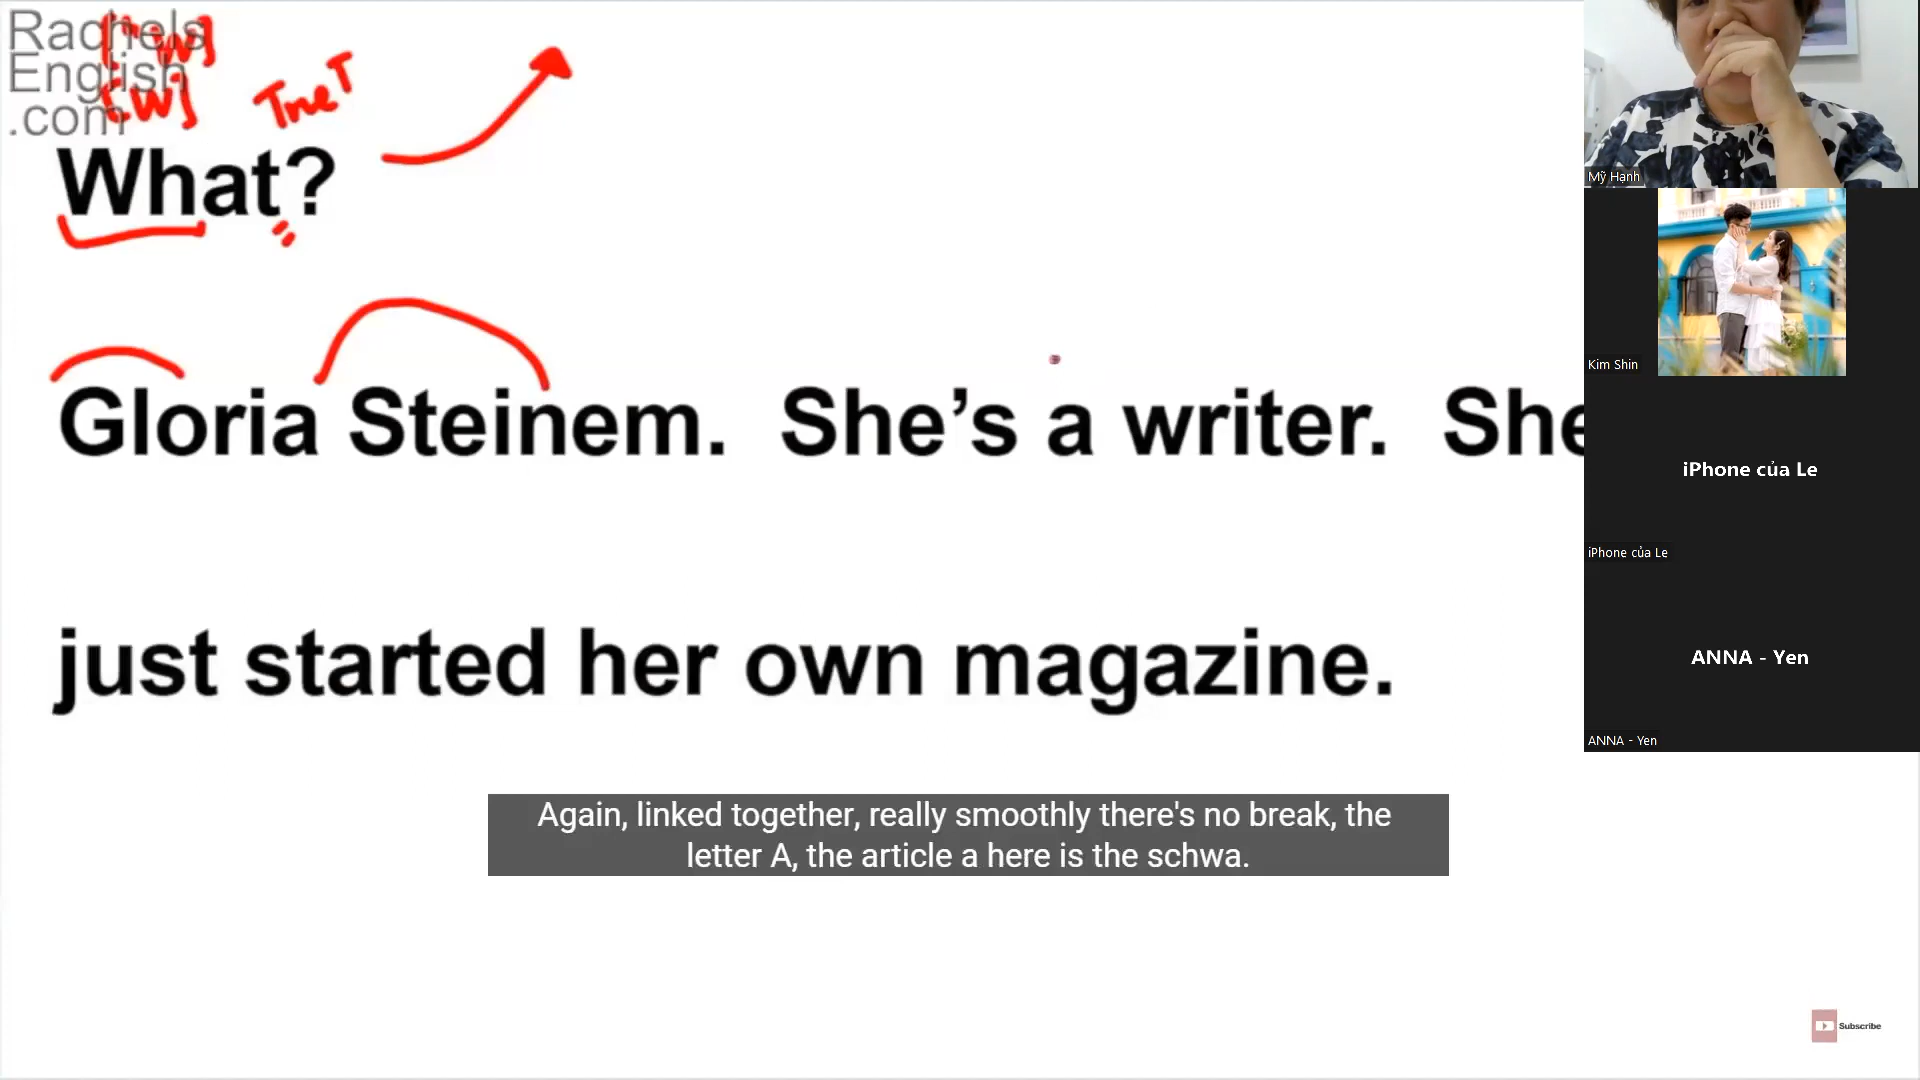 Rachels
English
.com
[W]
True T
What?
Gloria Steinem. She's a writer. She
just started her own magazine.
Again, linked together, really smoothly there's no break, the
letter A, the article a here is the schwa.
Mỹ Hạnh
Kim Shin
iPhone của Le
iPhone của Le
ANNA - Yen
ANNA - Yen
Subscribe